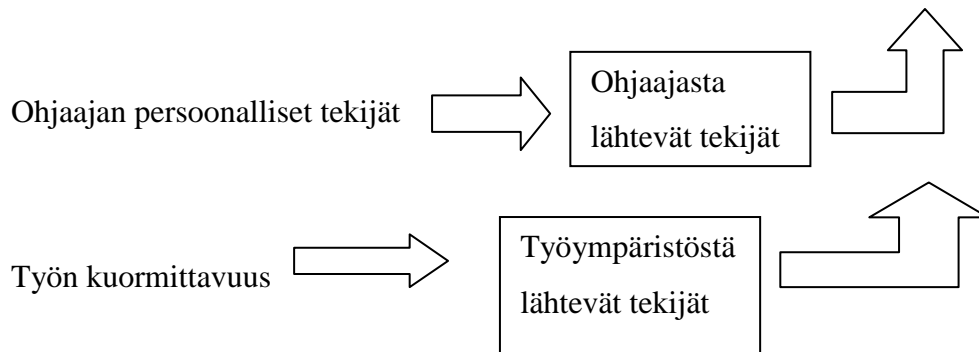 Ohjaajan persoonalliset tekijät
Ohjaajasta
lähtevät tekijät
Työn kuormittavuus
Työympäristöstä
lähtevät tekijät